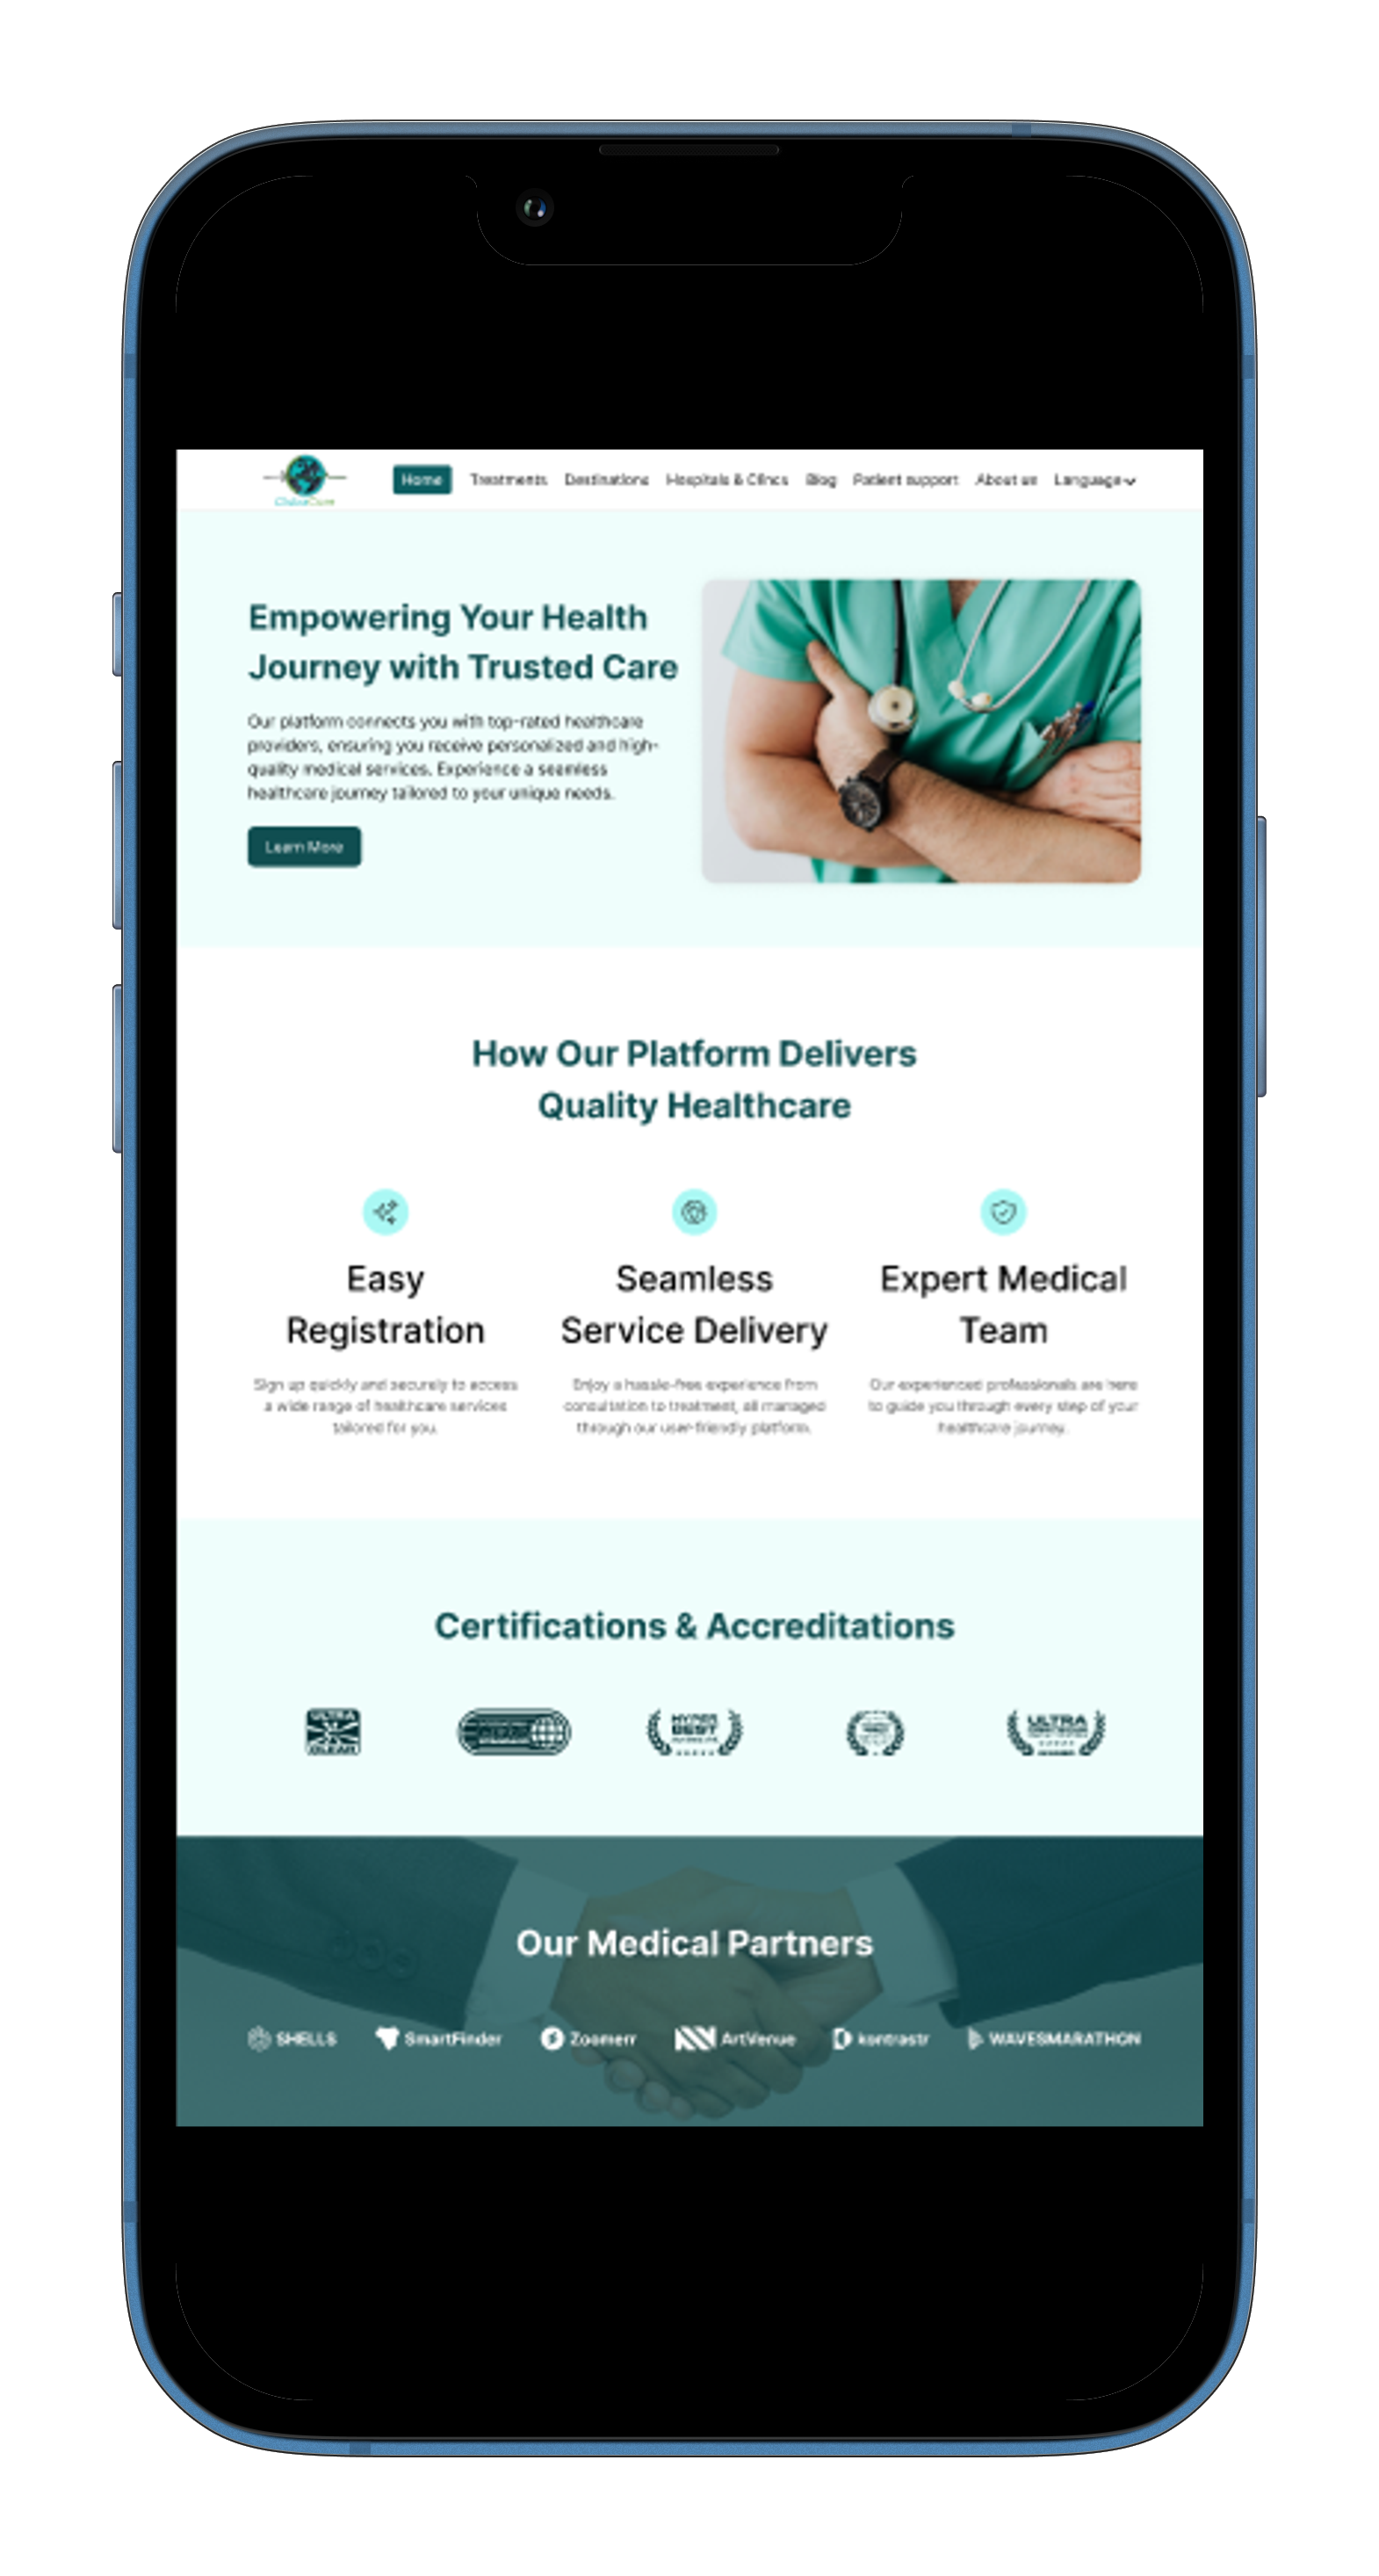 Home Treatments Destinations Hospitals & Clincs Blog Patient support About us Language
Empowering Your Health
Journey with Trusted Care
Our platform connects you with top-rated healthcare
providers, ensuring you receive personalized and high-
quality medical services. Experience a seamless
healthcare journey tailored to your unique needs.
Learn More
How Our Platform Delivers
Quality Healthcare
Easy
Registration
Sign up quickly and securely to access
a wide range of healthcare services
tailored for you.
Seamless
Service Delivery
Enjoy a hassle-free experience from
consultation to treatment, all managed
through our user-friendly platform.
Expert Medical
Team
Our experienced professionals are here
to guide you through every step of your
healthcare journey.
Certifications & Accreditations
ULTRA
CLEAR
HYPER
BEST
ULTRA
Our Medical Partners
SHELLS SmartFinder Zoomerr ArtVenue kontrastr WAVESMARATHON